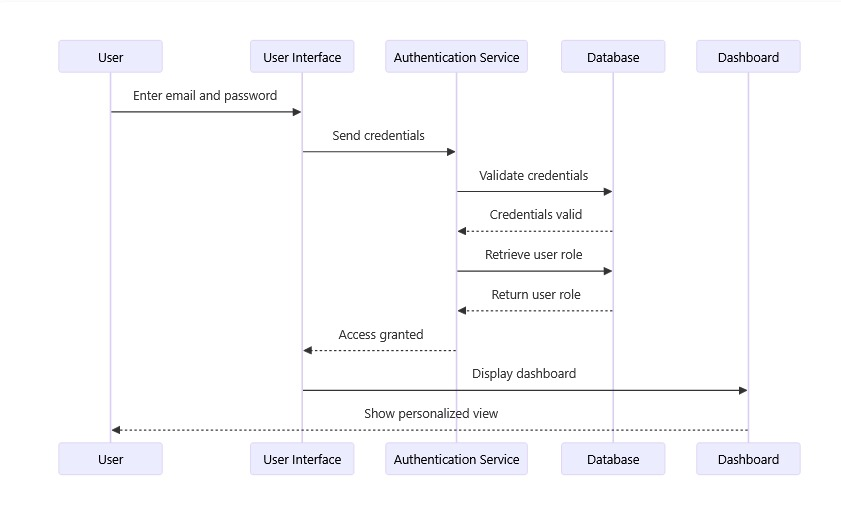 User
User Interface
Authentication Service
Database
Dashboard
Enter email and password
Send credentials
Validate credentials
Credentials valid
Retrieve user role
Return user role
Access granted
Display dashboard
Show personalized view
User
User Interface
Authentication Service
Database
Dashboard